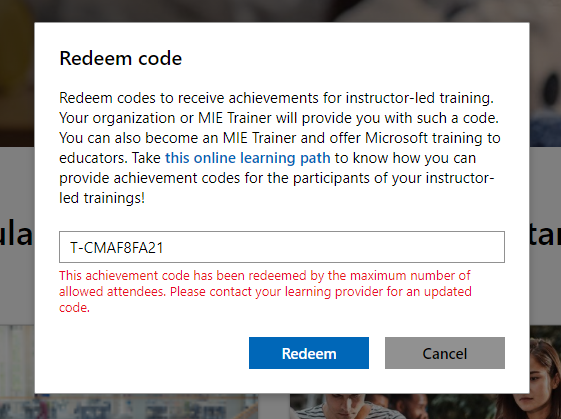 Redeem code
Redeem codes to receive achievements for instructor-led training.
Your organization or MIE Trainer will provide you with such a code.
You can also become an MIE Trainer and offer Microsoft training to
educators. Take this online learning path to know how you can
provide achievement codes for the participants of your instructor-
led trainings!
ula
tar
T-CMAF8FA21
This achievement code has been redeemed by the maximum number of
allowed attendees. Please contact your learning provider for an updated
code.
Redeem
Cancel